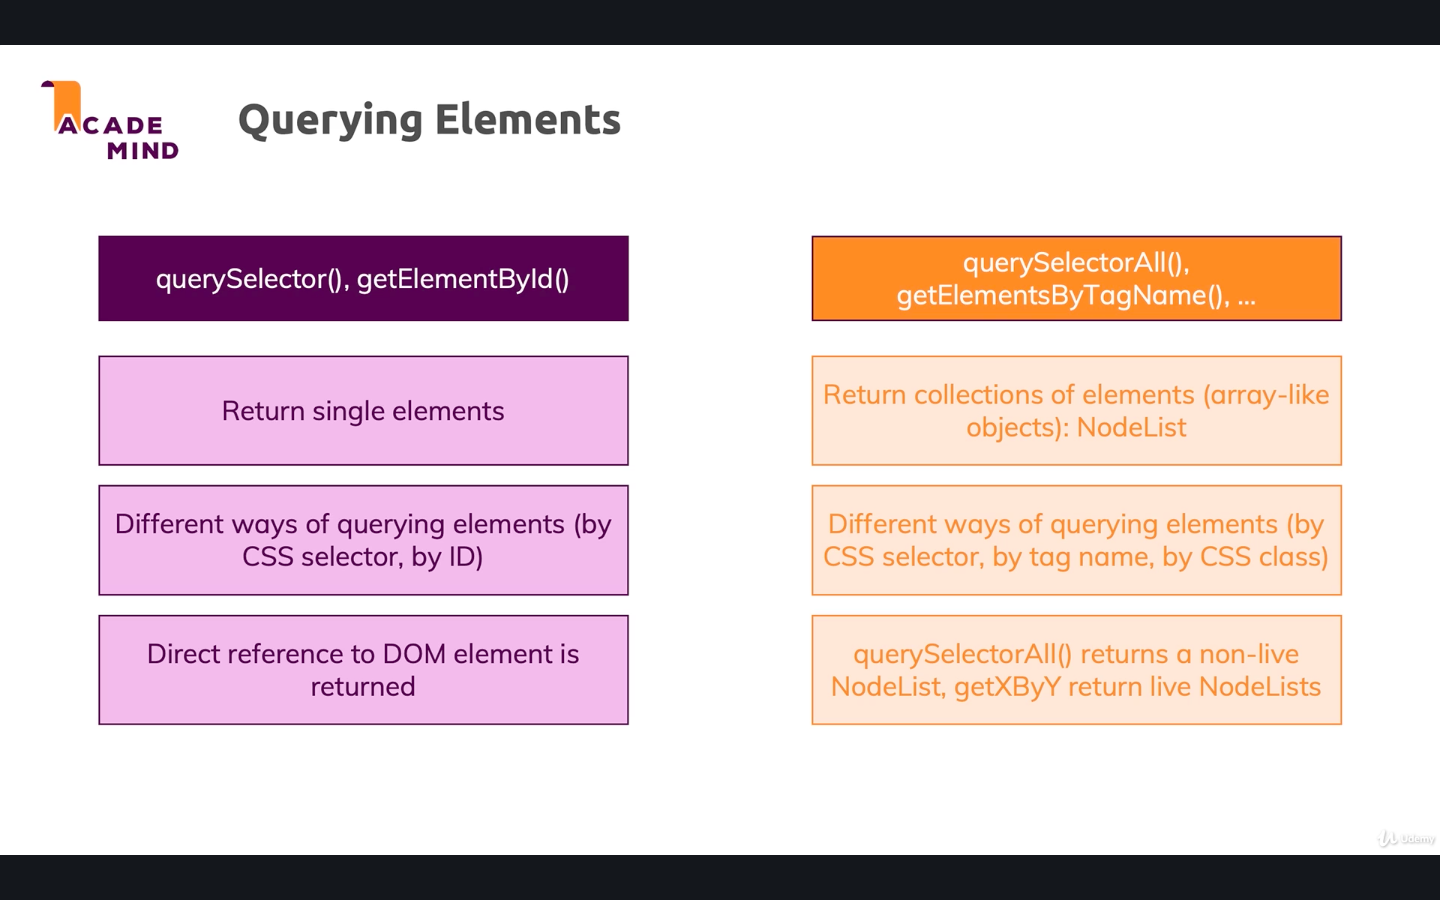 ACADE
MIND
Querying Elements
querySelector(), getElementById()
Return single elements
Different ways of querying elements (by
CSS selector, by ID)
Direct reference to DOM element is
returned
querySelectorAll(),
getElementsByTagName(), ...
Return collections of elements (array-like
objects): NodeList
Different ways of querying elements (by
CSS selector, by tag name, by CSS class)
querySelectorAll() returns a non-live
NodeList, getXByY return live NodeLists
Udemy